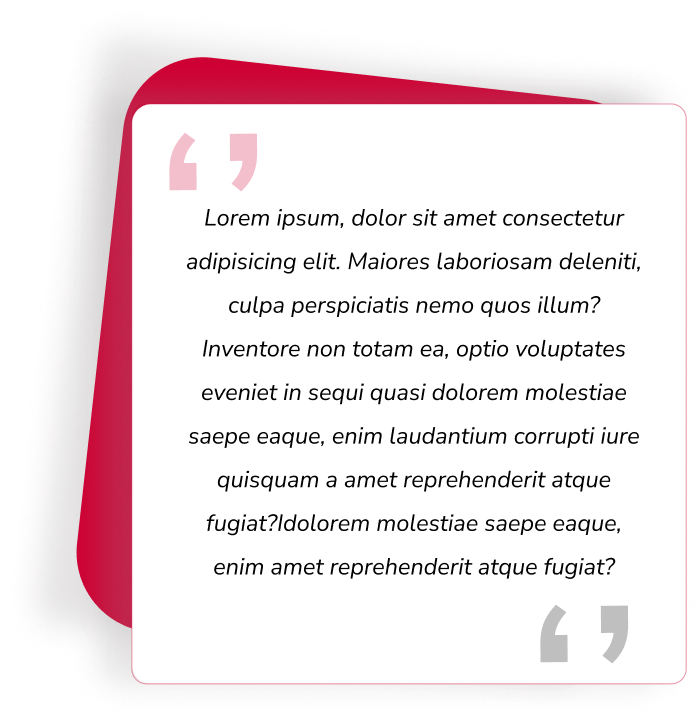 Lorem ipsum, dolor sit amet consectetur
adipisicing elit. Maiores laboriosam deleniti,
culpa perspiciatis nemo quos illum?
Inventore non totam ea, optio voluptates
eveniet in sequi quasi dolorem molestiae
saepe eaque, enim laudantium corrupti iure
quisquam a amet reprehenderit atque
fugiat?Idolorem molestiae saepe eaque,
enim amet reprehenderit atque fugiat?